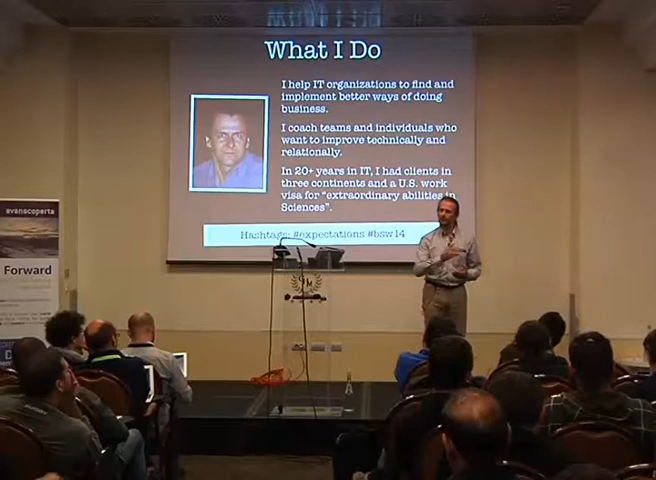 What I Do
I help IT organizations to find and
implement better ways of doing
business.
I coach teams and individuals who
want to improve technically and
relationally.
In 20+ years in IT, I had clients in
three continents and a U.S. work
visa for "extraordinary abilities in
Sciences".
Hashtags: #expectations #bsw14
avanscoperta
Forward
GM